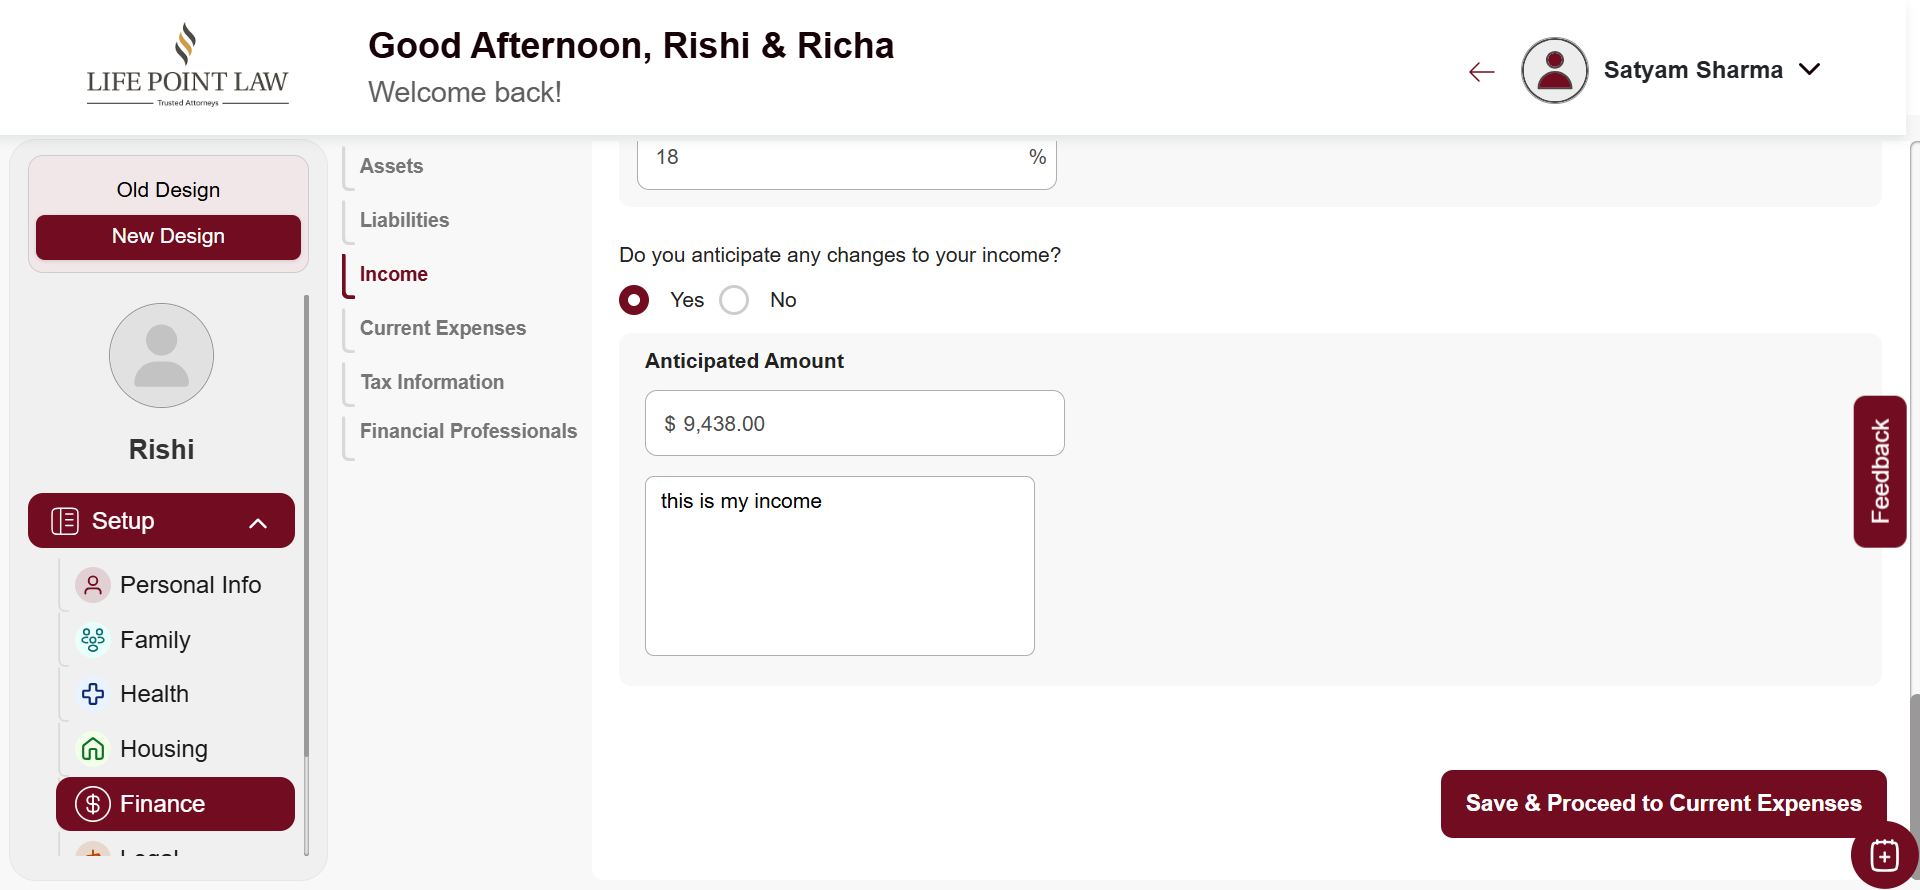 LIFE POINT LAW
Trusted Attorneys
Good Afternoon, Rishi & Richa
Welcome back!
Satyam Sharma
Old Design
New Design
Rishi
Setup
Personal Info
Family
Health
Housing
Finance
Legal
Assets
Liabilities
Income
Current Expenses
Tax Information
Financial Professionals
18 %
Do you anticipate any changes to your income?
Yes No
Anticipated Amount
$ 9,438.00
this is my income
Save & Proceed to Current Expenses
Feedback